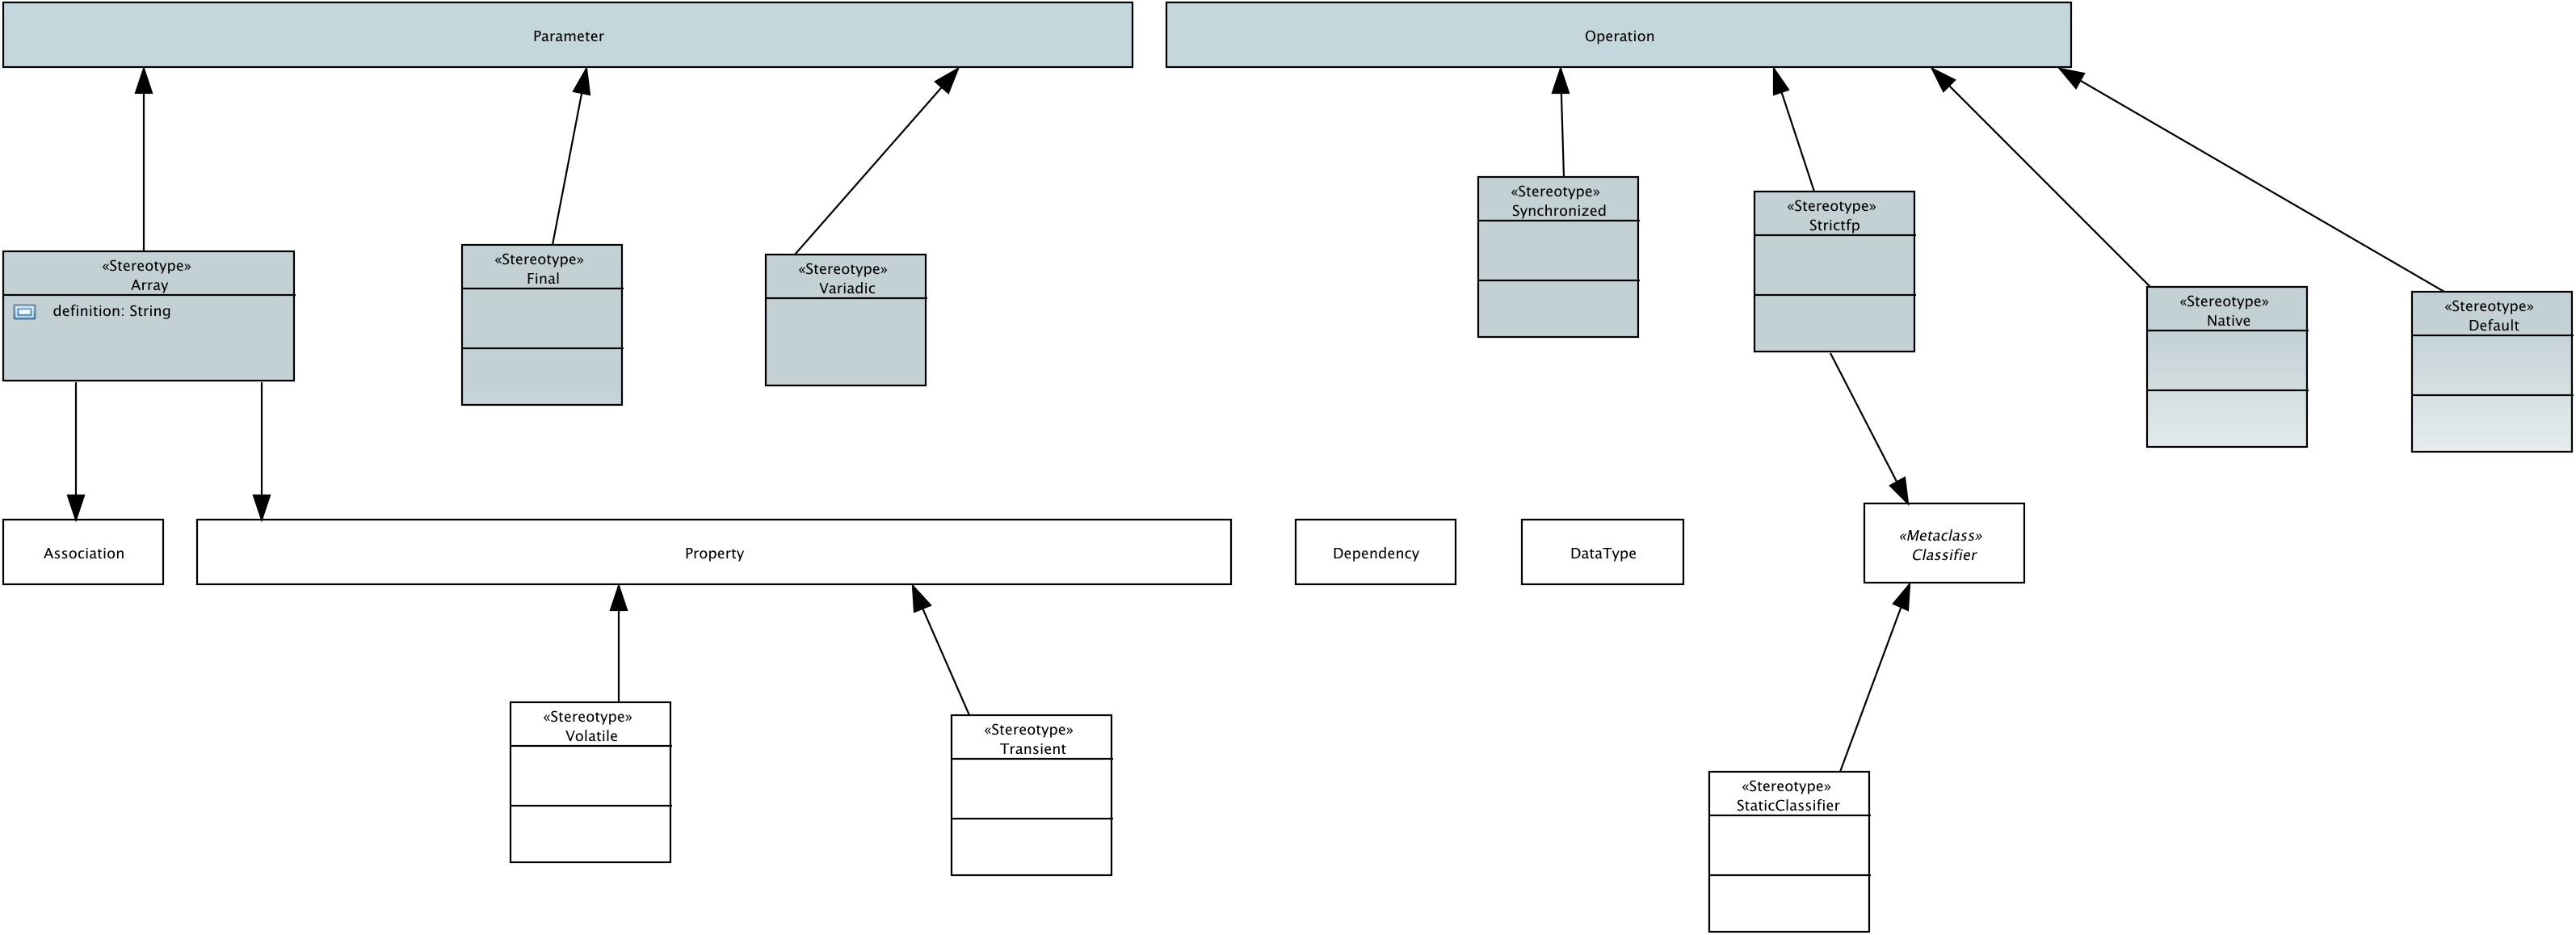 Parameter
Operation
«Stereotype»
Synchronized
«Stereotype»
Strictfp
«Stereotype»
Array
definition: String
«Stereotype»
Final
«Stereotype»
Variadic
«Stereotype»
Native
«Stereotype»
Default
Association
Property
Dependency
DataType
«Metaclass»
Classifier
«Stereotype»
Volatile
«Stereotype»
Transient
«Stereotype»
StaticClassifier